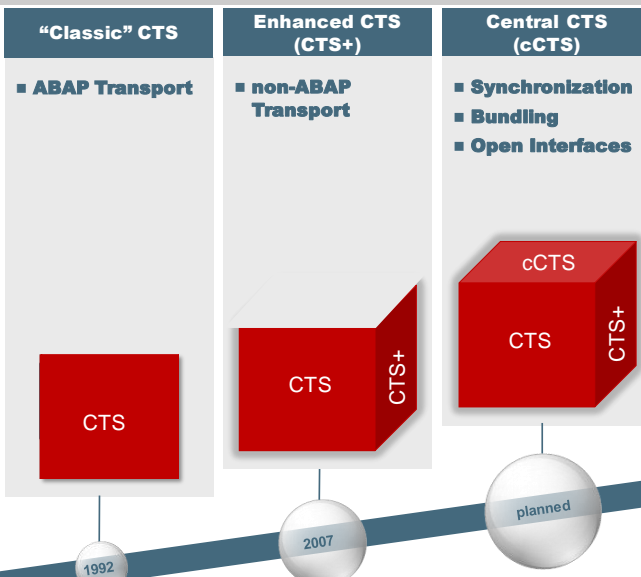 “Classic” CTS
■ ABAP Transport
CTS
1992
Enhanced CTS
(CTS+)
■ non-ABAP
Transport
CTS
CTS+
2007
Central CTS
(cCTS)
■ Synchronization
■ Bundling
■ Open Interfaces
cCTS
CTS
CTS+
planned